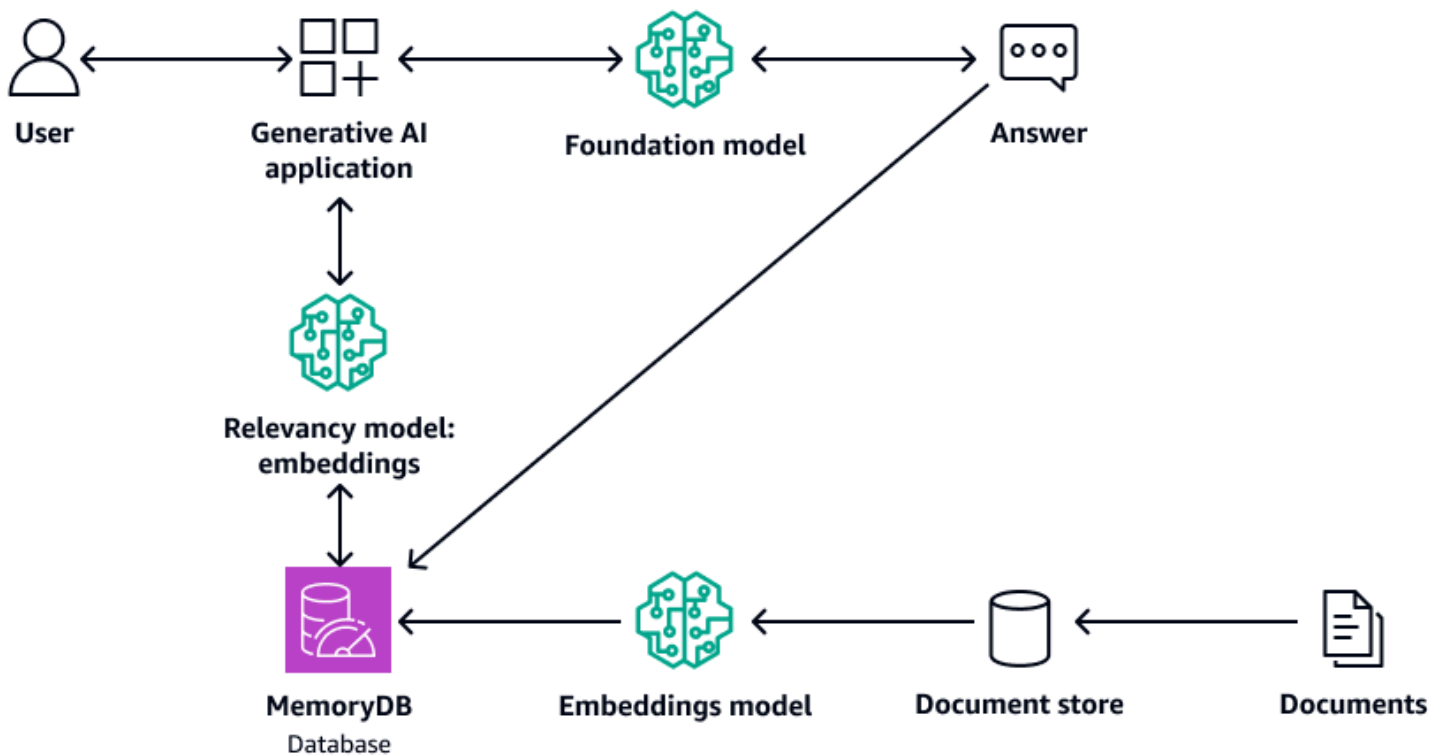 User
Generative AI
application
Foundation model
Answer
Relevancy model:
embeddings
MemoryDB
Database
Embeddings model
Document store
Documents